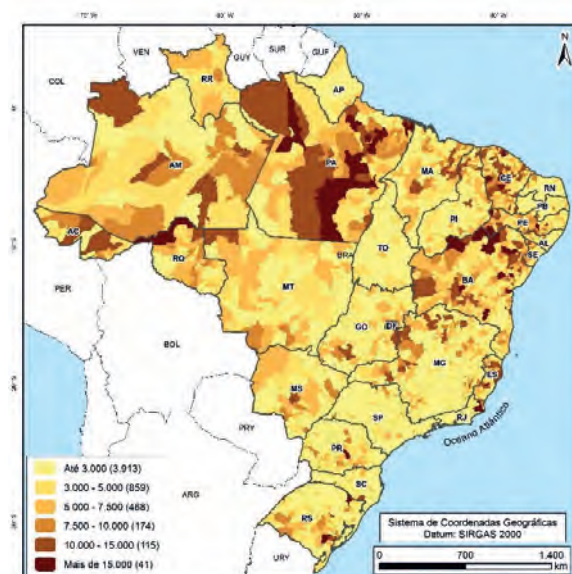 70°W 60°W 50°W 40°W
N
VEN
SUR
GUF
GUY
COL
RR
AP
AM
PA
MA
CE
RN
PB
PI
PE
AL
SE
AC
RO
TO
BRA
MT
BA
PER
GO
DF
BOL
MG
ES
MS
SP
RJ
Oceano Atlântico
PRY
PR
SC
ARG
RS
URY
Até 3.000 (3.913)
3.000 - 5.000 (859)
5.000 - 7.500 (468)
7.500 - 10.000 (174)
10.000 - 15.000 (115)
Mais de 15.000 (41)
Sistema de Coordenadas Geográficas
Datum: SIRGAS 2000
0 700 1.400
km